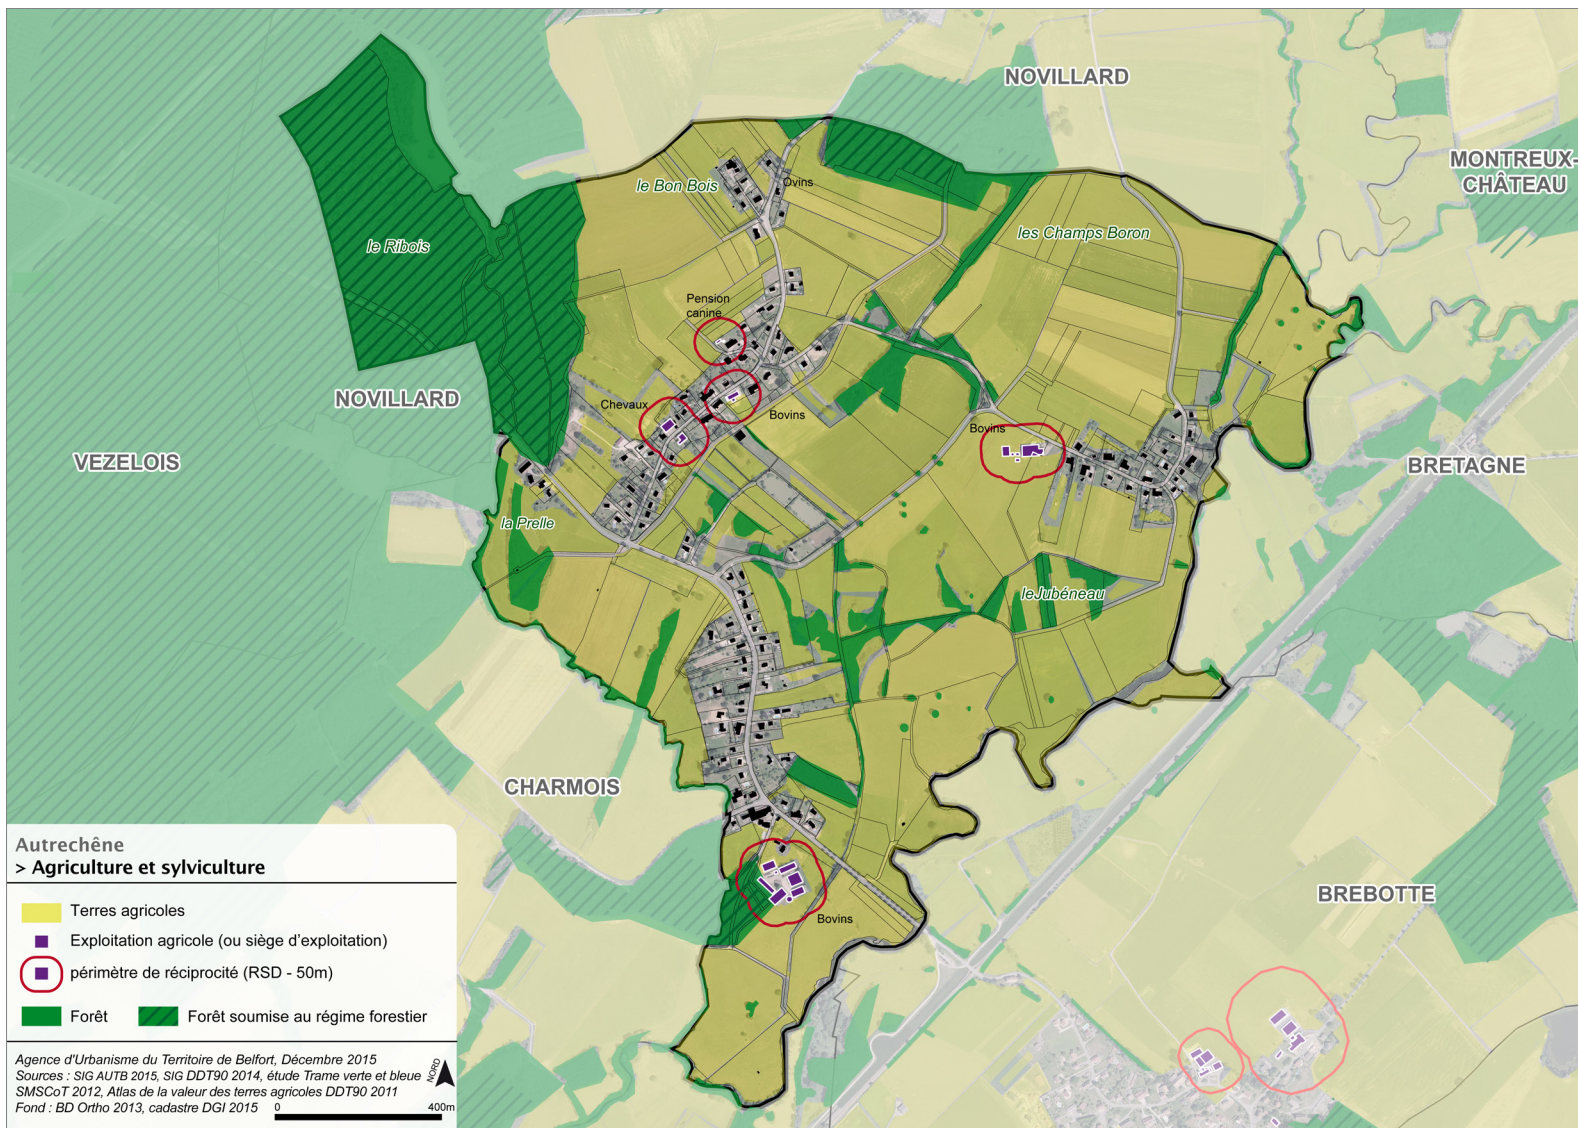 NOVILLARD
MONTREUX-
CHÂTEAU
le Bon Bois
Ovins
le Ribois
les Champs Boron
Pension
canine
NOVILLARD
Chevaux
Bovins
Bovins
VEZELOIS
BRETAGNE
la Prelle
leJubéneau
CHARMOIS
BREBOTTE
Bovins
Autrechêne
> Agriculture et sylviculture
Terres agricoles
Exploitation agricole (ou siège d'exploitation)
périmètre de réciprocité (RSD - 50m)
Forêt
Forêt soumise au régime forestier
Agence d'Urbanisme du Territoire de Belfort, Décembre 2015
Sources : SIG AUTB 2015, SIG DDT90 2014, étude Trame verte et bleue
SMSCoT 2012, Atlas de la valeur des terres agricoles DDT90 2011
Fond : BD Ortho 2013, cadastre DGI 2015
NORD
0 400m